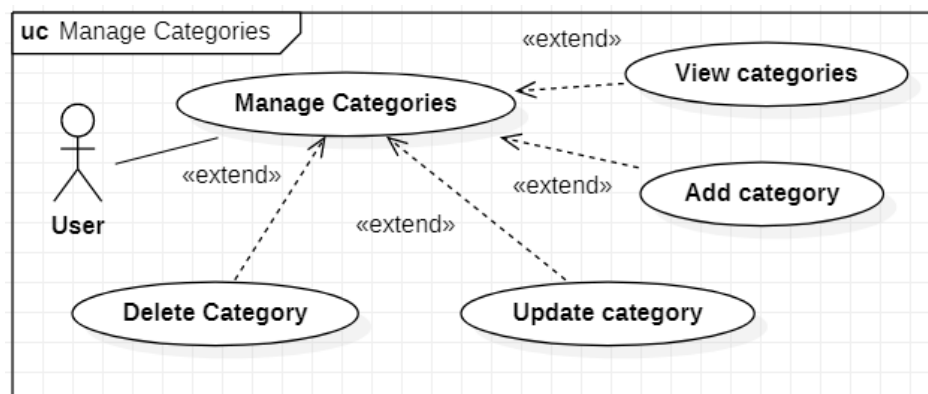 uc Manage Categories
«extend»
View categories
Manage Categories
«extend»
«extend»
Add category
User
«extend»
Delete Category
Update category